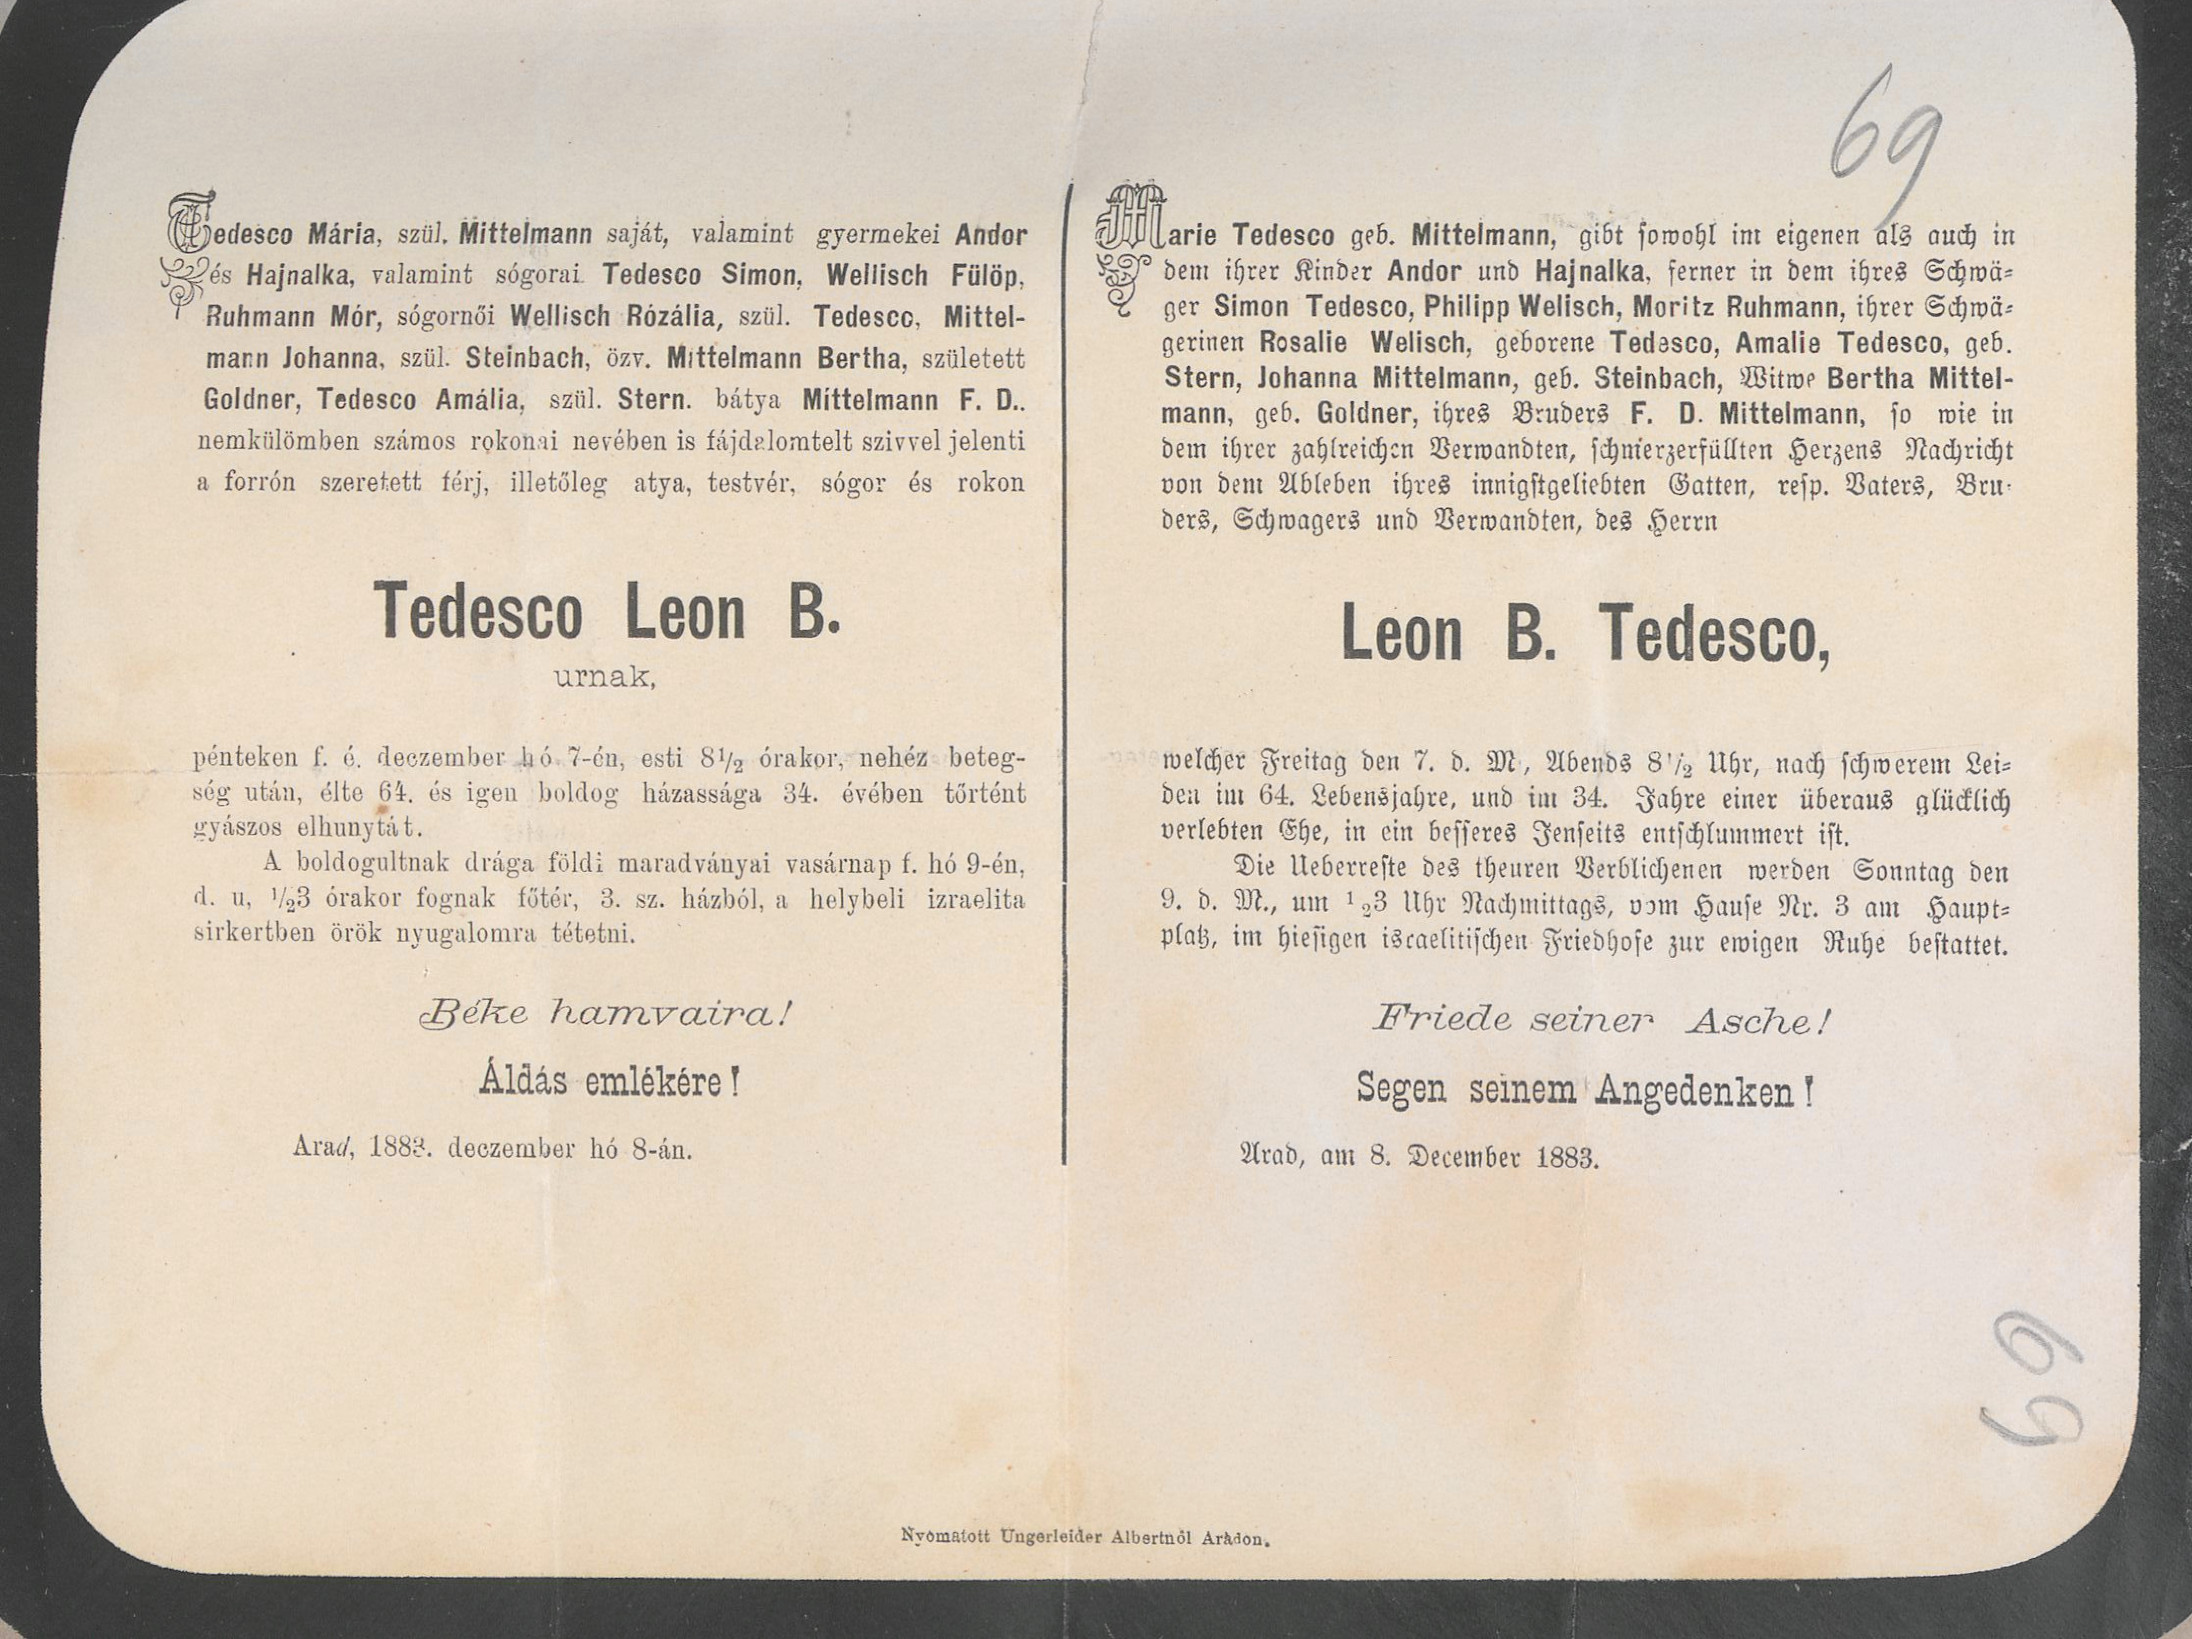 Tedesco Mária, szül. Mittelmann saját, valamint gyermekei Andor
és Hajnalka, valamint sógorai Tedesco Simon, Wellisch Fülöp,
Ruhmann Mór, sógornői Wellisch Rózália, szül. Tedesco, Mittel-
mann Johanna, szül. Steinbach, özv. Mittelmann Bertha, született
Goldner, Tedesco Amália, szül. Stern. bátya Mittelmann F. D..
nemkülömben számos rokonai nevében is fájdalomtelt szivvel jelenti
a forrón szeretett férj, illetőleg atya, testvér, sógor és rokon
Tedesco Leon B.
urnak,
pénteken f. é. deczember hó 7-én, esti 8½ órakor, nehéz beteg-
ség után, élte 64. és igen boldog házassága 34. évében tőrtént
gyászos elhunytát.
A boldogultnak drága földi maradványai vasárnap f. hó 9-én,
d. u, ½3 órakor fognak főtér, 3. sz. házból, a helybeli izraelita
sirkertben örök nyugalomra tétetni.
Béke hamvaira!
Áldás emlékére!
Arad, 1883. deczember hó 8-án.
69
Marie Tedesco geb. Mittelmann, gibt sowohl im eigenen als auch in
dem ihrer Kinder Andor und Hajnalka, ferner in dem ihres Schwä-
ger Simon Tedesco, Philipp Welisch, Moritz Ruhmann, ihrer Schwä-
gerinen Rosalie Welisch, geborene Tedesco, Amalie Tedesco, geb.
Stern, Johanna Mittelmann, geb. Steinbach, Witwe Bertha Mittel-
mann, geb. Goldner, ihres Bruders F. D. Mittelmann, so wie in
dem ihrer zahlreichen Verwandten, schmerzerfüllten Herzens Nachricht
von dem Ableben ihres innigstgeliebten Gatten, resp. Vaters, Bru-
ders, Schwagers und Verwandten, des Herrn
Leon B. Tedesco,
welcher Freitag den 7. d. M, Abends 8½ Uhr, nach schwerem Lei-
den im 64. Lebensjahre, und im 34. Jahre einer überaus glücklich
verlebten Ehe, in ein besseres Jenseits entschlummert ist.
Die Ueberreste des theuren Verblichenen werden Sonntag den
9. d. M., um ½3 Uhr Nachmittags, vom Hause Nr. 3 am Haupt-
platz, im hiesigen israelitischen Friedhofe zur ewigen Ruhe bestattet.
Friede seiner Asche!
Segen seinem Angedenken!
Arad, am 8. December 1883.
69
Nyomatott Ungerleider Albertnöl Aradon.